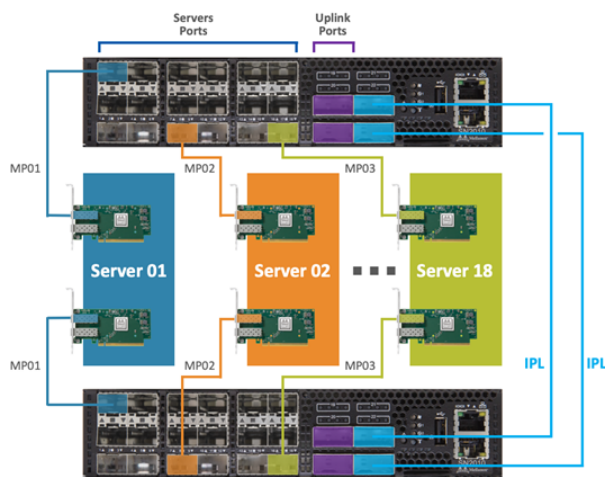 Servers
Ports
Uplink
Ports
MP01
MP02
MP03
Server 01
Server 02
Server 18
MP01
MP02
MP03
IPL
IPL